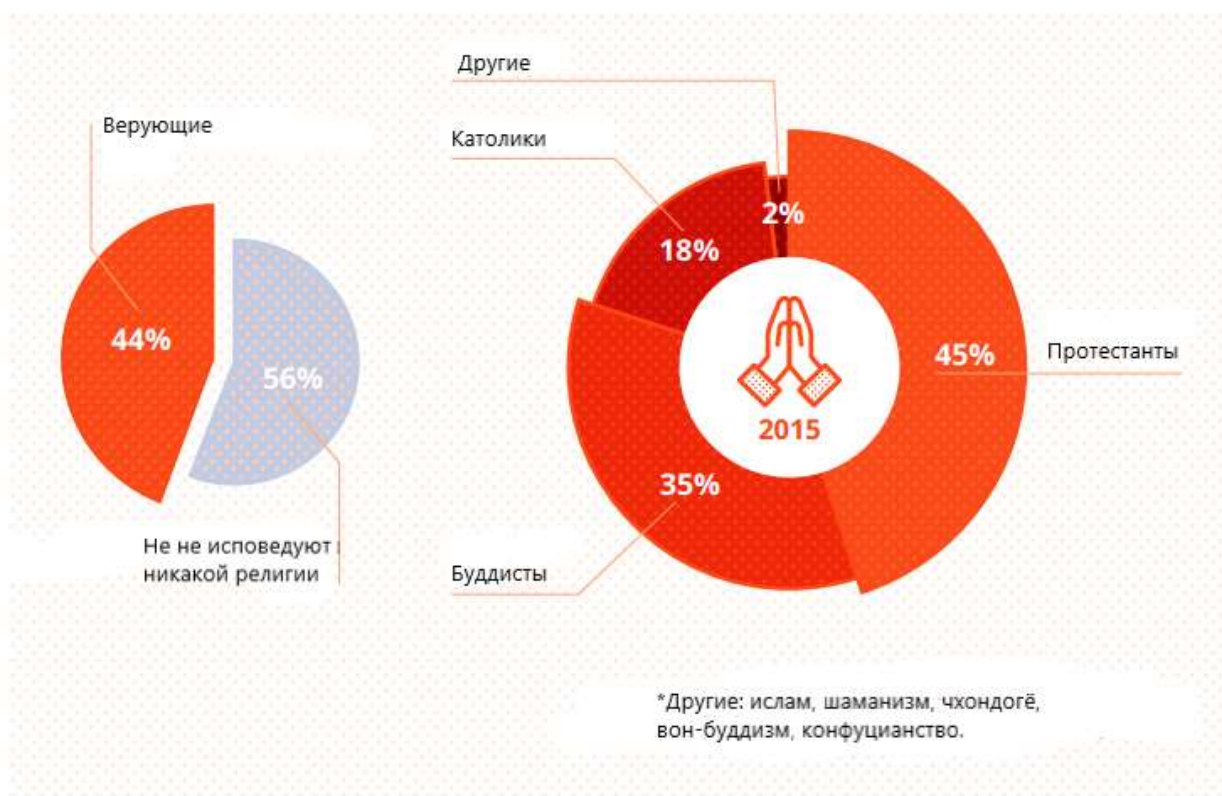 Верующие
44%
56%
Не не исповедуют
никакой религии
Другие
Католики
2%
18%
45%
Протестанты
2015
35%
Буддисты
*Другие: ислам, шаманизм, чхондогё,
вон-буддизм, конфуцианство.